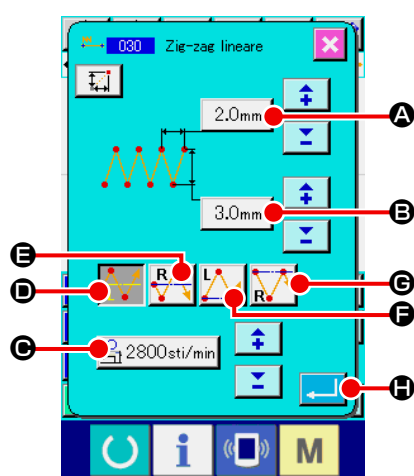 030 Zig-zag lineare
2.0mm
A
3.0mm
B
E
R
L
R
G
D
F
C
2800sti/min
H
i
M